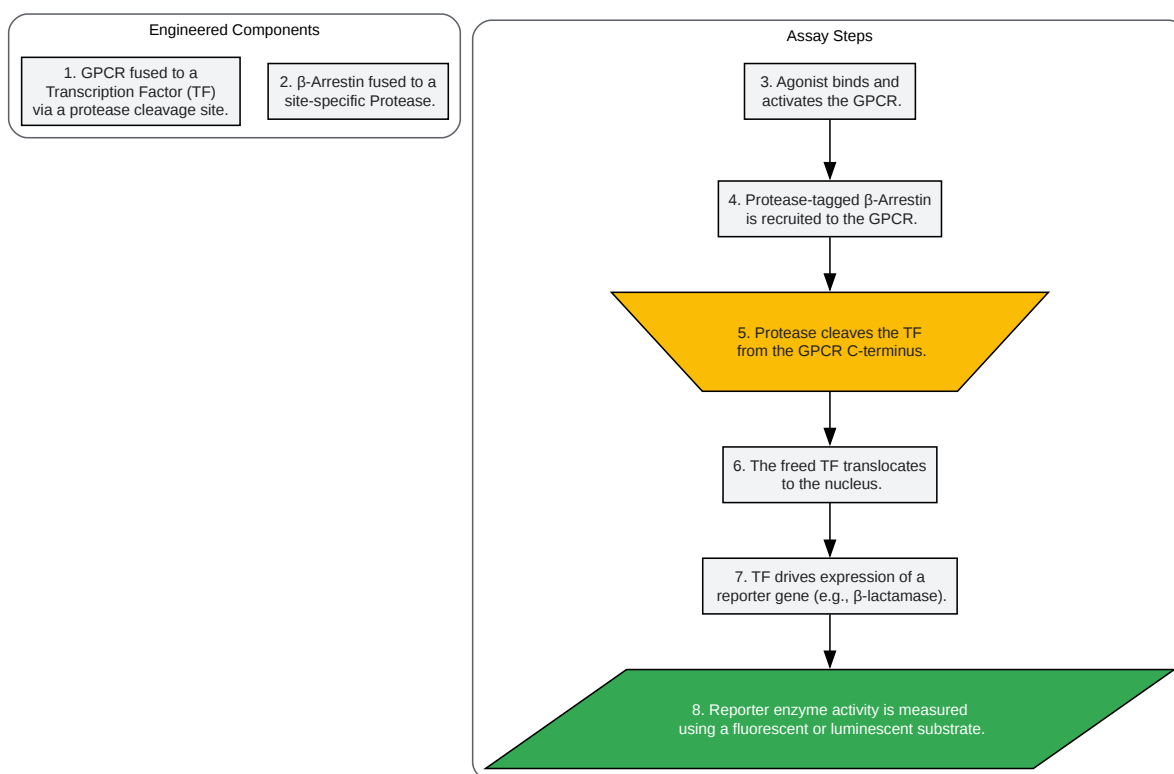 Engineered Components
1. GPCR fused to a
Transcription Factor (TF)
via a protease cleavage site.
2. β-Arrestin fused to a
site-specific Protease.
Assay Steps
3. Agonist binds and
activates the GPCR.
4. Protease-tagged β-Arrestin
is recruited to the GPCR.
5. Protease cleaves the TF
from the GPCR C-terminus.
6. The freed TF translocates
to the nucleus.
7. TF drives expression of a
reporter gene (e.g., β-lactamase).
8. Reporter enzyme activity is measured
using a fluorescent or luminescent substrate.